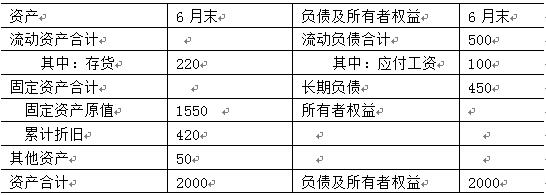 资产 6月末 负债及所有者权益 6月末
流动资产合计 流动负债合计 500
其中：存货 220 其中：应付工资 100
固定资产合计 长期负债 450
固定资产原值 1550 所有者权益
累计折旧 420
其他资产 50
资产合计 2000 负债及所有者权益 2000